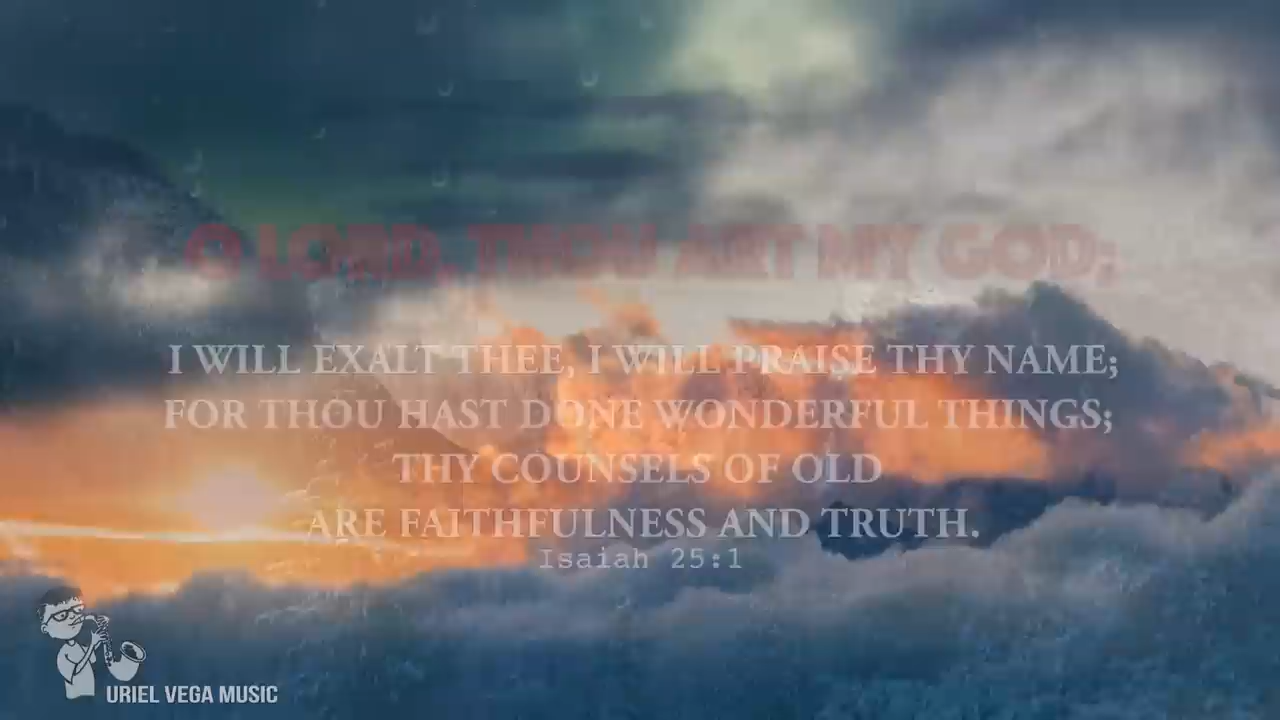 O LORD, THOU ART MY GOD;
I WILL EXALT THEE, I WILL PRAISE THY NAME;
FOR THOU HAST DONE WONDERFUL THINGS;
THY COUNSELS OF OLD
ARE FAITHFULNESS AND TRUTH.
Isaiah 25:1
URIEL VEGA MUSIC